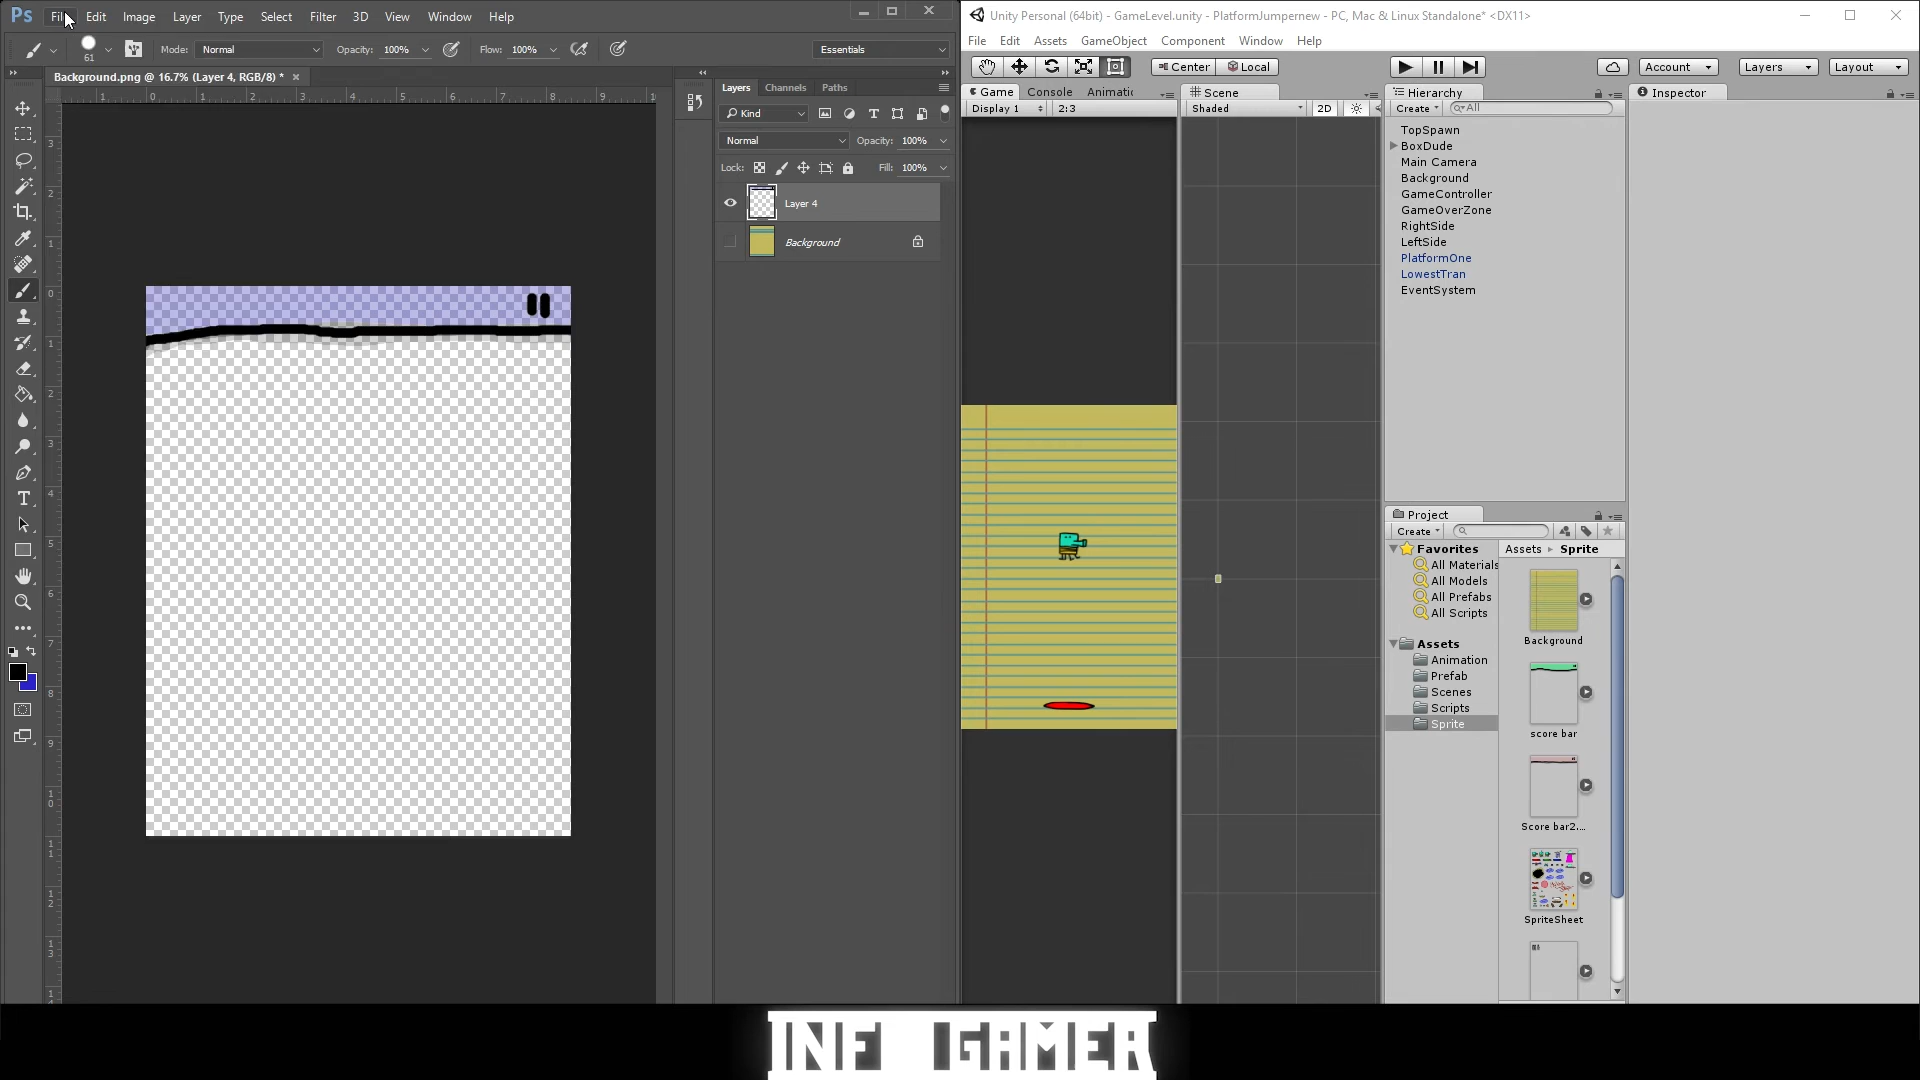 Ps File Edit Image Layer Type Select Filter 3D View Window Help
61 Mode: Normal Opacity: 100% Flow: 100% Essentials
Background.png @ 16.7% (Layer 4, RGB/8) *
Layers Channels Paths
Kind
Normal Opacity: 100%
Lock: Fill: 100%
Layer 4
Background
Unity Personal (64bit) - GameLevel.unity - PlatformJumpernew - PC, Mac & Linux Standalone* <DX11>
File Edit Assets GameObject Component Window Help
Center Local Account Layers Layout
Game Console Animatic
Display 1 2:3
Scene
Shaded 2D
Hierarchy
Create All
TopSpawn
BoxDude
Main Camera
Background
GameController
GameOverZone
RightSide
LeftSide
PlatformOne
LowestTran
EventSystem
Inspector
Project
Create
Favorites
All Materials
All Models
All Prefabs
All Scripts
Assets
Animation
Prefab
Scenes
Scripts
Sprite
Assets Sprite
Background
score bar
Score bar2....
SpriteSheet
INF GAMER